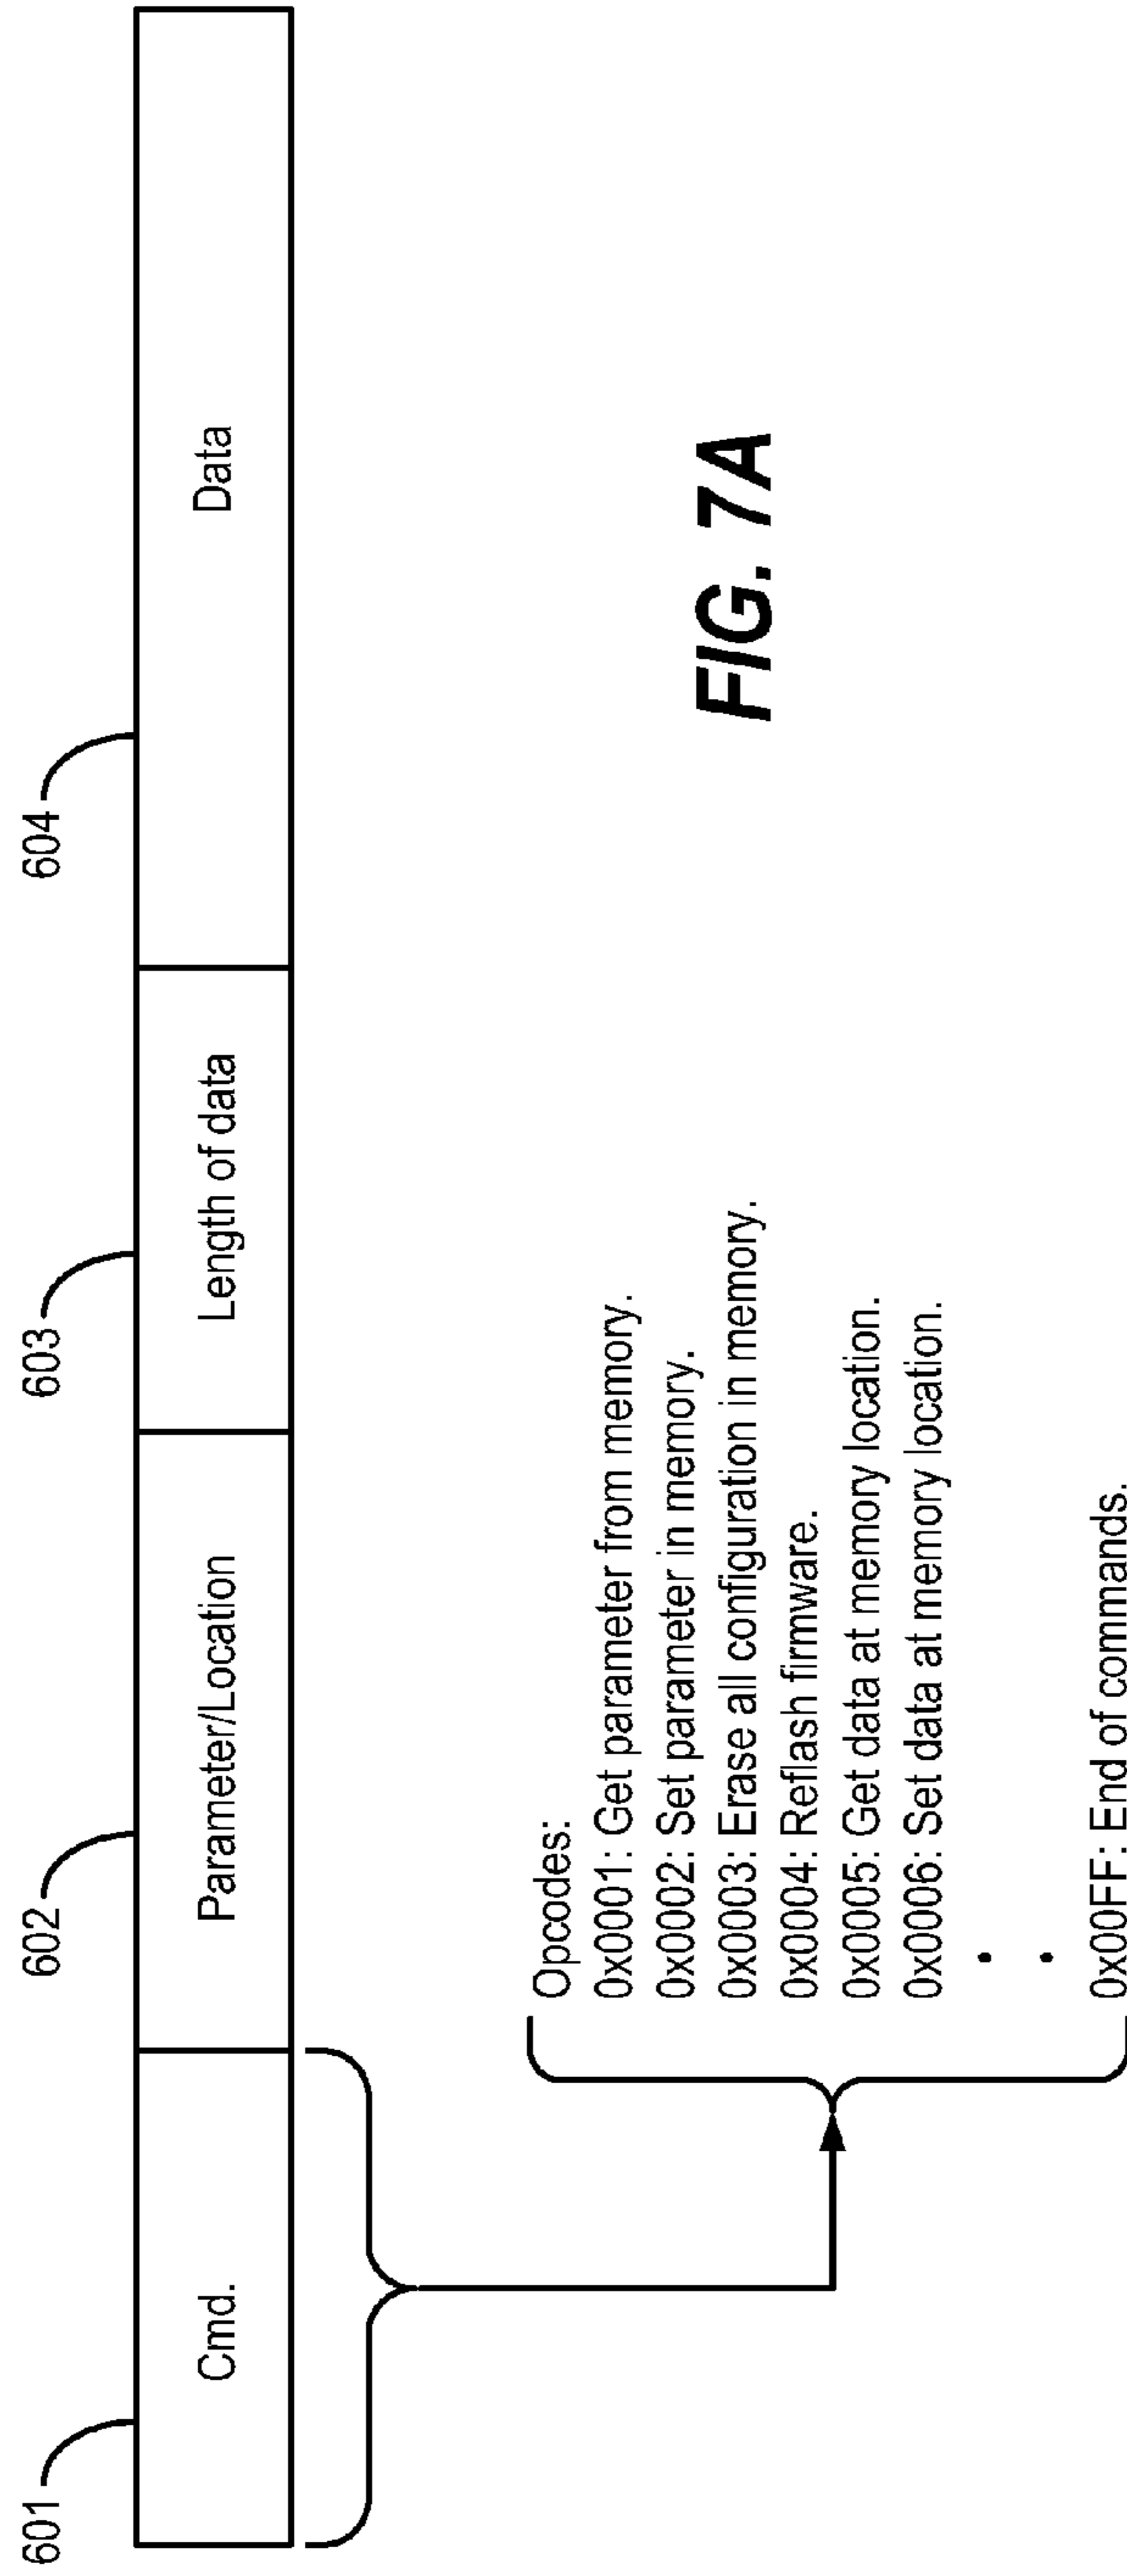 601
602
603
604
Cmd.
Parameter/Location
Length of data
Data
Opcodes:
0x0001: Get parameter from memory.
0x0002: Set parameter in memory.
0x0003: Erase all configuration in memory.
0x0004: Reflash firmware.
0x0005: Get data at memory location.
0x0006: Set data at memory location.
0x00FF: End of commands.
FIG. 7A